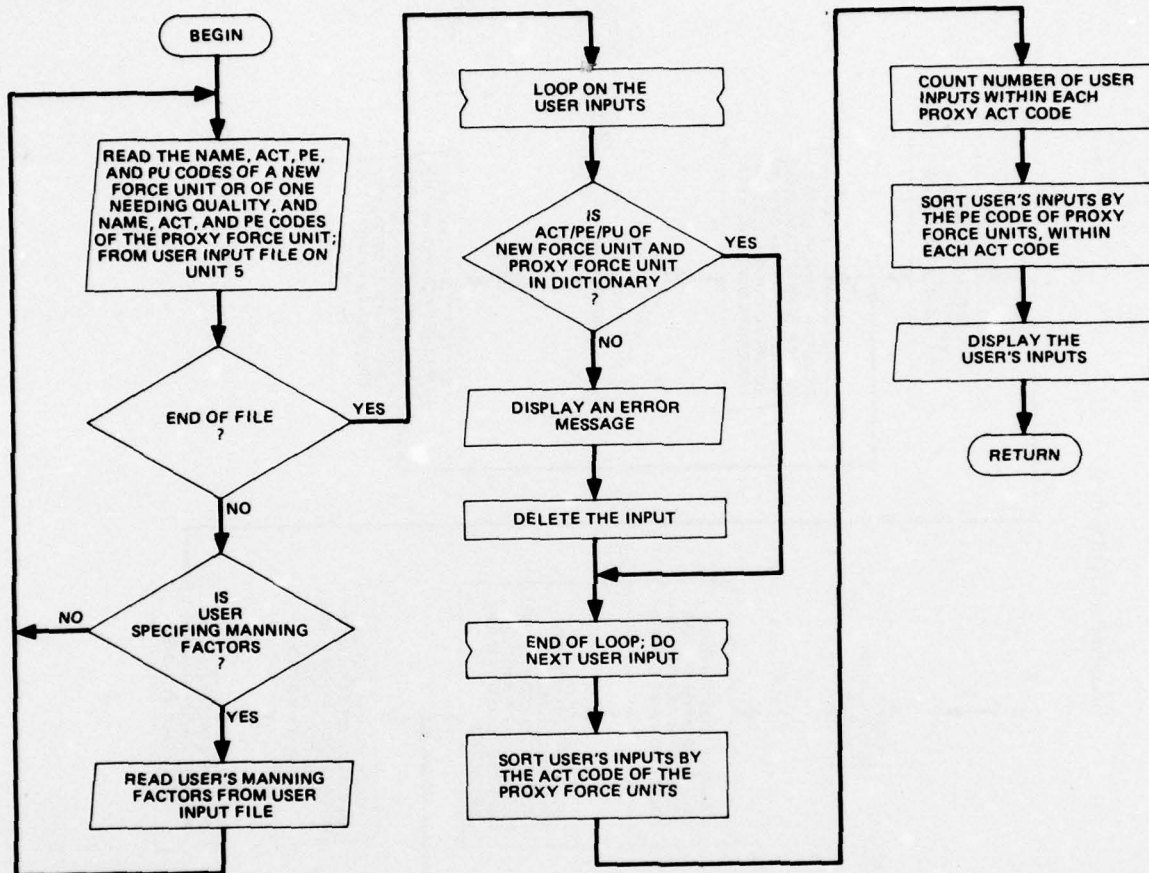 BEGIN
READ THE NAME, ACT, PE,
AND PU CODES OF A NEW
FORCE UNIT OR OF ONE
NEEDING QUALITY, AND
NAME, ACT, AND PE CODES
OF THE PROXY FORCE UNIT;
FROM USER INPUT FILE ON
UNIT 5
END OF FILE
?
YES
NO
IS
USER
SPECIFING MANNING
FACTORS
?
NO
YES
READ USER'S MANNING
FACTORS FROM USER
INPUT FILE
LOOP ON THE
USER INPUTS
IS
ACT/PE/PU OF
NEW FORCE UNIT AND
PROXY FORCE UNIT
IN DICTIONARY
?
YES
NO
DISPLAY AN ERROR
MESSAGE
DELETE THE INPUT
END OF LOOP; DO
NEXT USER INPUT
SORT USER'S INPUTS BY
THE ACT CODE OF THE
PROXY FORCE UNITS
COUNT NUMBER OF USER
INPUTS WITHIN EACH
PROXY ACT CODE
SORT USER'S INPUTS BY
THE PE CODE OF PROXY
FORCE UNITS, WITHIN
EACH ACT CODE
DISPLAY THE
USER'S INPUTS
RETURN